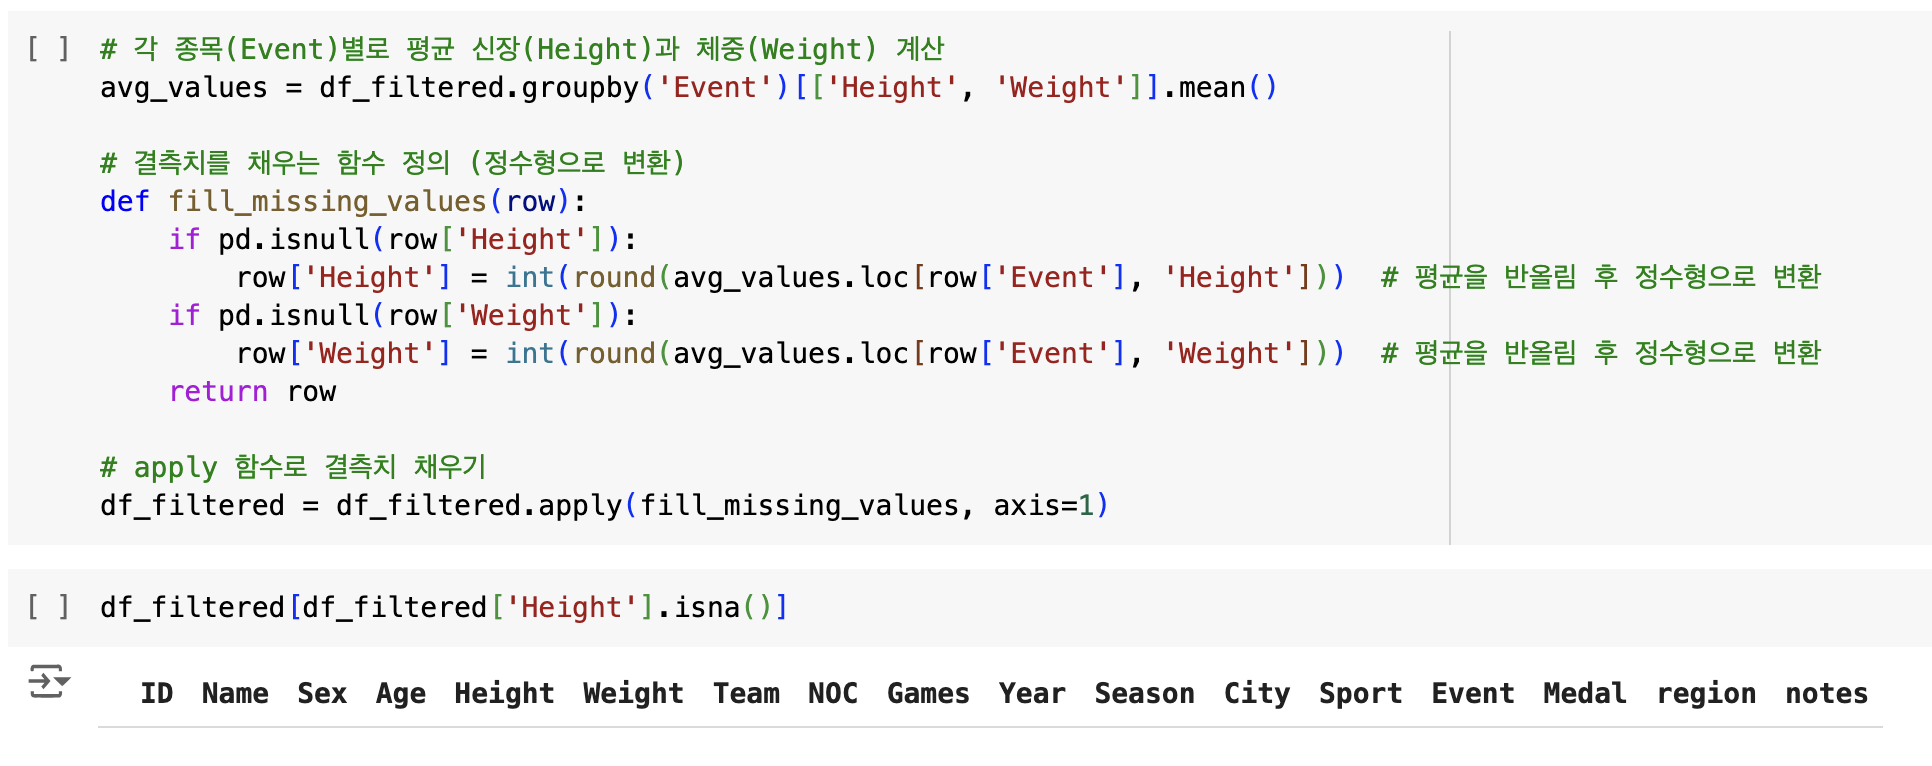 [ ] # 각 종목(Event)별로 평균 신장(Height)과 체중(Weight) 계산
avg_values = df_filtered.groupby('Event')[['Height', 'Weight']].mean()
# 결측치를 채우는 함수 정의 (정수형으로 변환)
def fill_missing_values(row):
    if pd.isnull(row['Height']):
        row['Height'] = int(round(avg_values.loc[row['Event'], 'Height']))  # 평균을 반올림 후 정수형으로 변환
    if pd.isnull(row['Weight']):
        row['Weight'] = int(round(avg_values.loc[row['Event'], 'Weight']))  # 평균을 반올림 후 정수형으로 변환
    return row
# apply 함수로 결측치 채우기
df_filtered = df_filtered.apply(fill_missing_values, axis=1)
[ ] df_filtered[df_filtered['Height'].isna()]
ID Name Sex Age Height Weight Team NOC Games Year Season City Sport Event Medal region notes